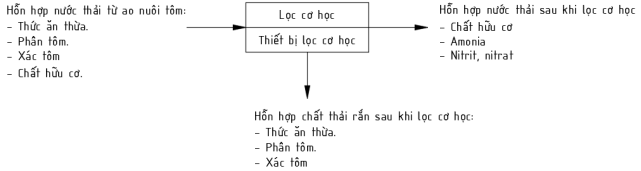 Hỗn hợp nước thải từ ao nuôi tôm:
– Thức ăn thừa.
– Phân tôm.
– Xác tôm
– Chất hữu cơ.
Lọc cơ học
Thiết bị lọc cơ học
Hỗn hợp nước thải sau khi lọc cơ học
– Chất hữu cơ
– Amonia
– Nitrit, nitrat
Hỗn hợp chất thải rắn sau khi lọc cơ học:
– Thức ăn thừa.
– Phân tôm.
– Xác tôm